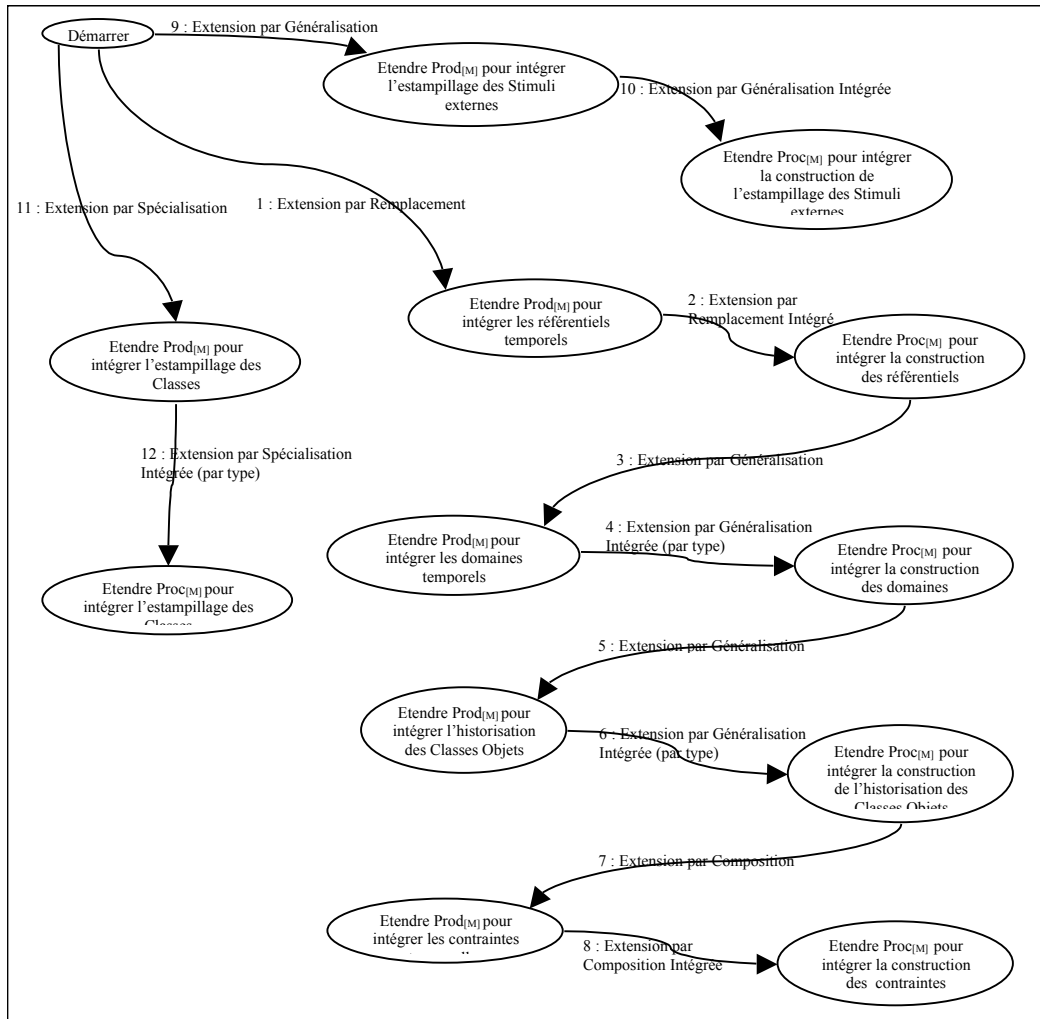 Démarrer
9 : Extension par Généralisation
Etendre Prod[M] pour intégrer
l'estampillage des Stimuli
externes
10 : Extension par Généralisation Intégrée
Etendre Proc[M] pour intégrer
la construction de
l'estampillage des Stimuli
externes
11 : Extension par Spécialisation
1 : Extension par Remplacement
Etendre Prod[M] pour
intégrer les référentiels
temporels
2 : Extension par
Remplacement Intégré
Etendre Proc[M] pour
intégrer la construction
des référentiels
Etendre Prod[M] pour
intégrer l'estampillage des
Classes
12 : Extension par Spécialisation
Intégrée (par type)
Etendre Proc[M] pour
intégrer l'estampillage des
Classes
3 : Extension par Généralisation
Etendre Prod[M] pour
intégrer les domaines
temporels
4 : Extension par Généralisation
Intégrée (par type)
Etendre Proc[M] pour
intégrer la construction
des domaines
5 : Extension par Généralisation
Etendre Prod[M] pour
intégrer l'historisation
des Classes Objets
6 : Extension par Généralisation
Intégrée (par type)
Etendre Proc[M] pour
intégrer la construction
de l'historisation des
Classes Objets
7 : Extension par Composition
Etendre Prod[M] pour
intégrer les contraintes
8 : Extension par
Composition Intégrée
Etendre Proc[M] pour
intégrer la construction
des contraintes